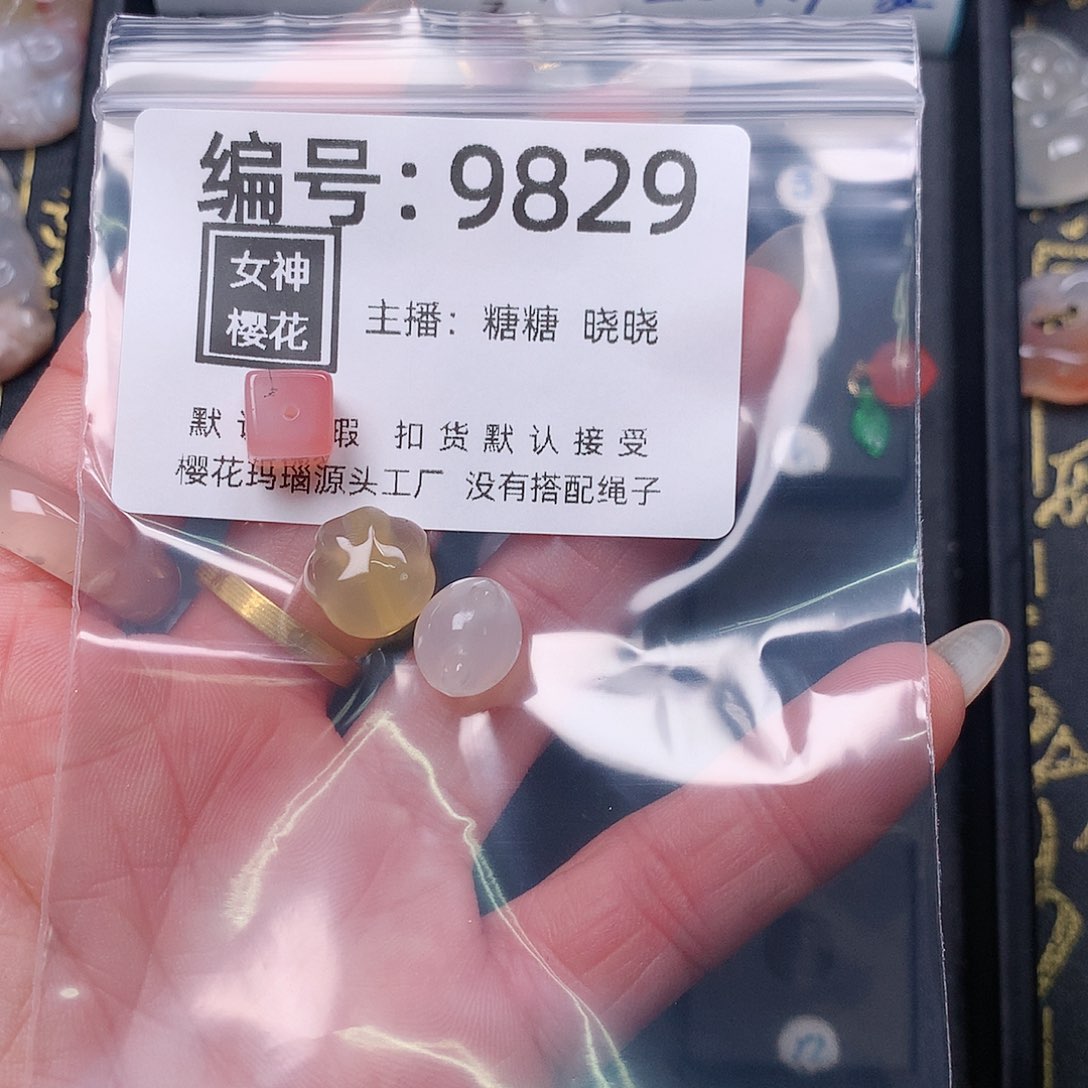 编号：9829
女神
樱花
主播：糖糖 晓晓
默 瑕 扣货默认接受
樱花玛瑙源头工厂 没有搭配绳子